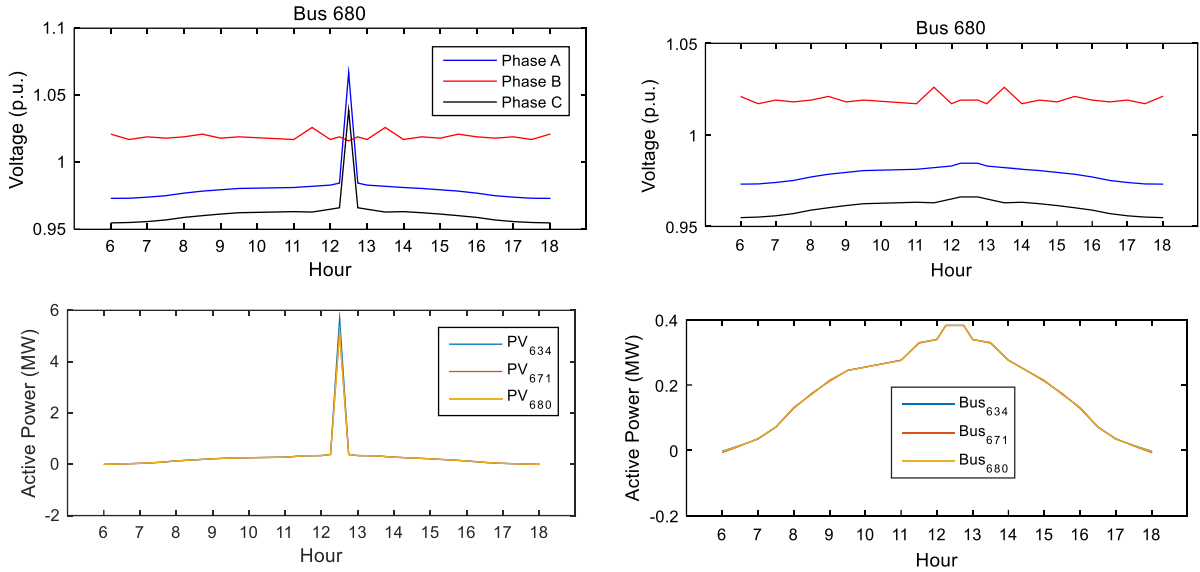 Bus 680
Voltage (p.u.)
1.1
1.05
1
0.95
Phase A
Phase B
Phase C
6 7 8 9 10 11 12 13 14 15 16 17 18
Hour
Bus 680
Voltage (p.u.)
1.05
1
0.95
6 7 8 9 10 11 12 13 14 15 16 17 18
Hour
Active Power (MW)
6
4
2
0
-2
PV634
PV671
PV680
6 7 8 9 10 11 12 13 14 15 16 17 18
Hour
Active Power (MW)
0.4
0.2
0
-0.2
Bus634
Bus671
Bus680
6 7 8 9 10 11 12 13 14 15 16 17 18
Hour